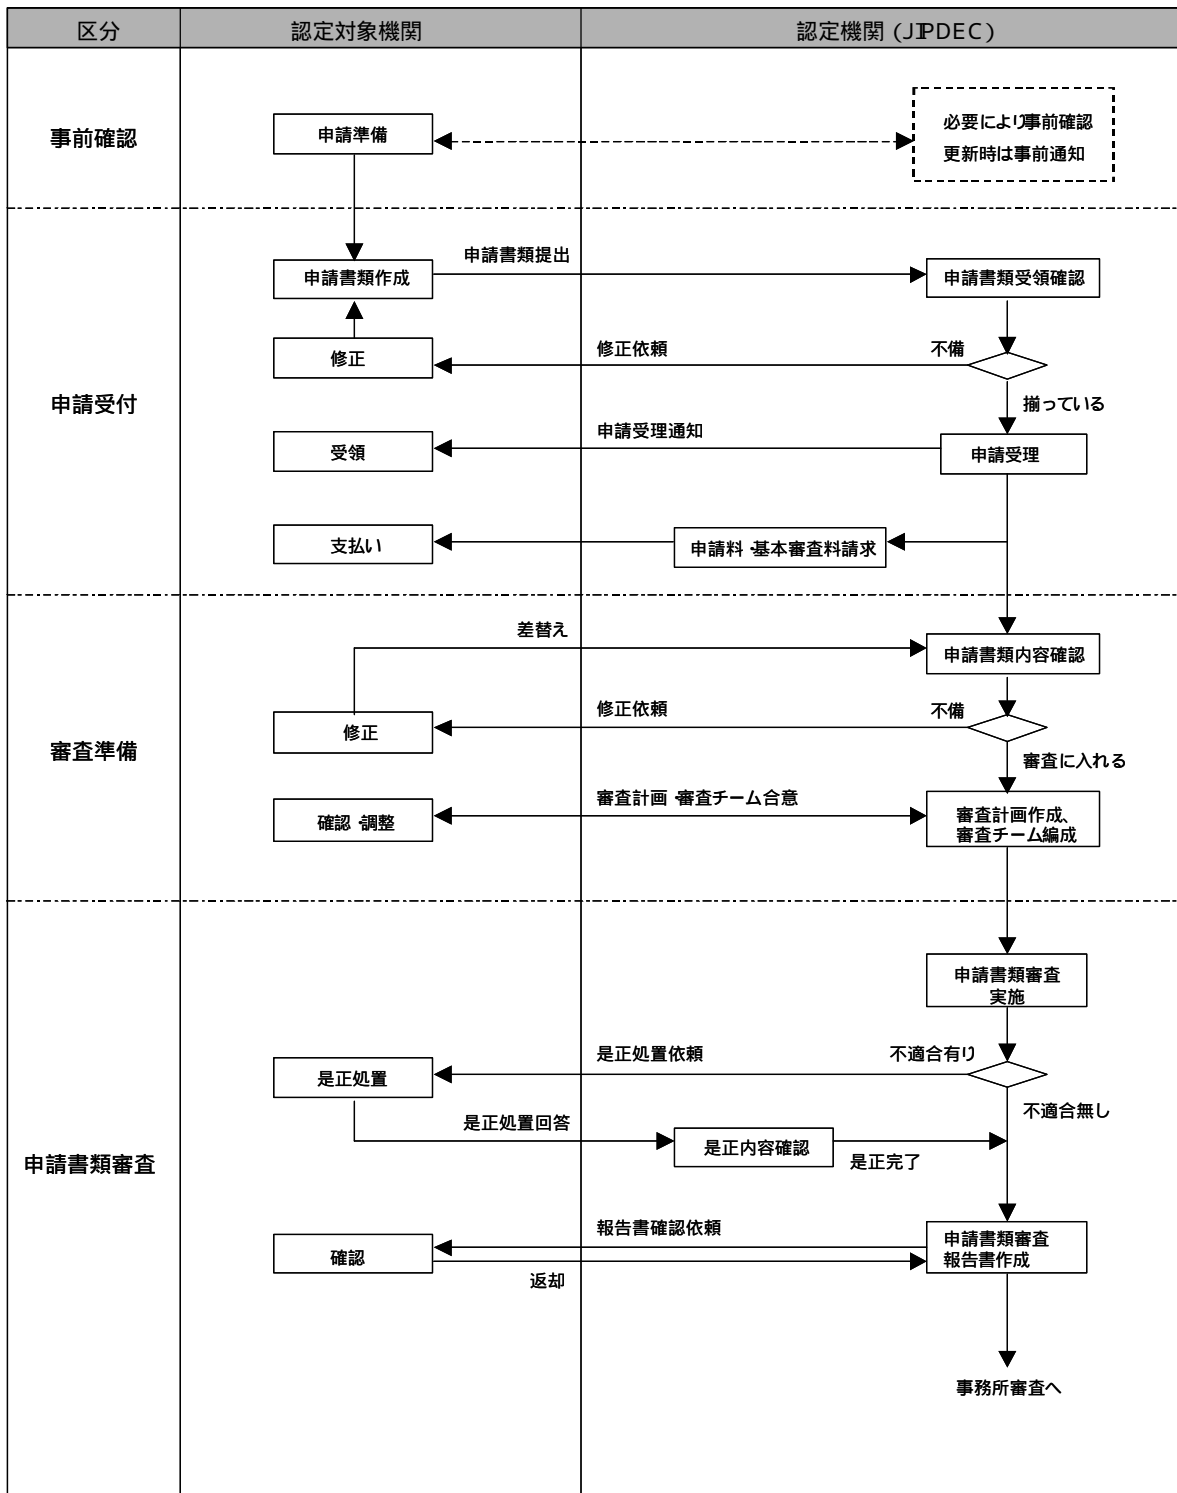 区分
認定対象機関
認定機関 (JIPDEC)
事前確認
申請準備
必要により事前確認
更新時は事前通知
申請受付
申請書類作成
申請書類提出
申請書類受領確認
修正
修正依頼
不備
揃っている
受領
申請受理通知
申請受理
支払い
申請料・基本審査料請求
審査準備
差替え
申請書類内容確認
修正
修正依頼
不備
審査に入れる
確認・調整
審査計画・審査チーム合意
審査計画作成、
審査チーム編成
申請書類審査
申請書類審査
実施
是正処置
是正処置依頼
不適合有り
不適合無し
是正処置回答
是正内容確認
是正完了
確認
報告書確認依頼
返却
申請書類審査
報告書作成
事務所審査へ